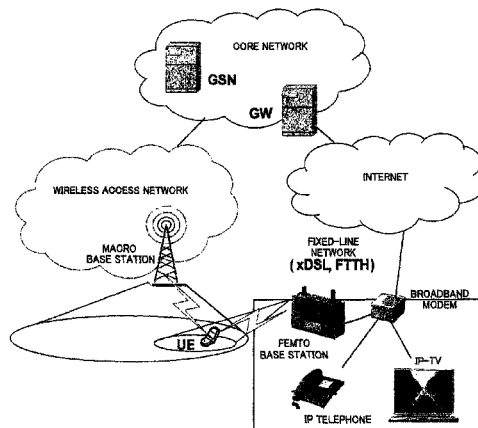 CORE NETWORK
GSN
GW
WIRELESS ACCESS NETWORK
INTERNET
MACRO
BASE STATION
FIXED-LINE
NETWORK
(xDSL, FTTH)
BROADBAND
MODEM
UE
FEMTO
BASE STATION
IP-TV
IP TELEPHONE